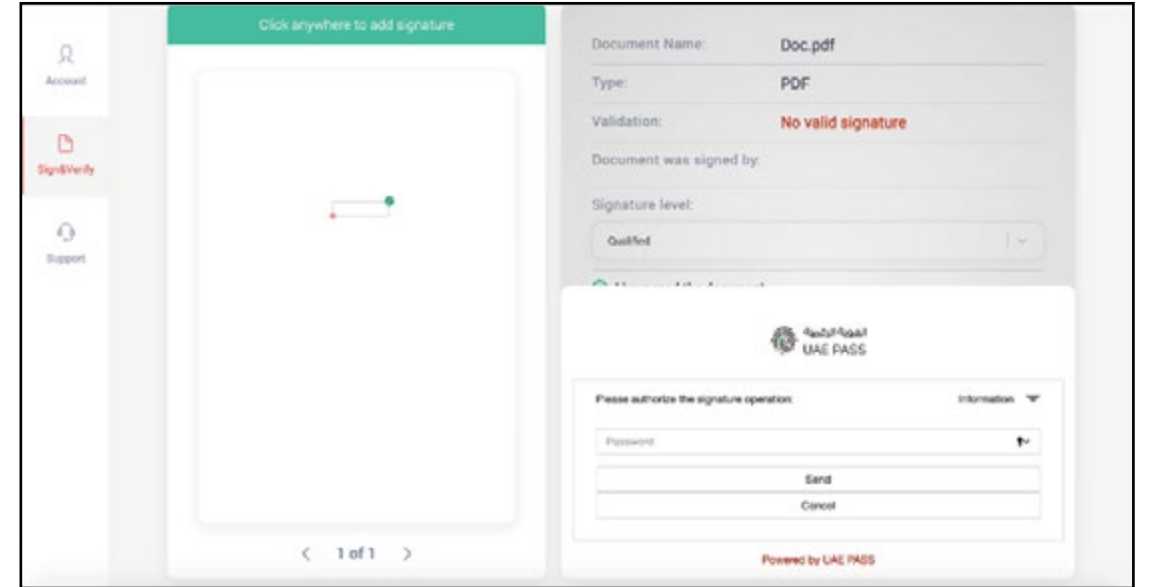 Account
Sign&Verify
Support
Click anywhere to add signature
1 of 1
Document Name: Doc.pdf
Type: PDF
Validation: No valid signature
Document was signed by:
Signature level:
Qualified
الهوية الرقمية
UAE PASS
Please authorize the signature operation: Information
Password
Send
Cancel
Powered by UAE PASS